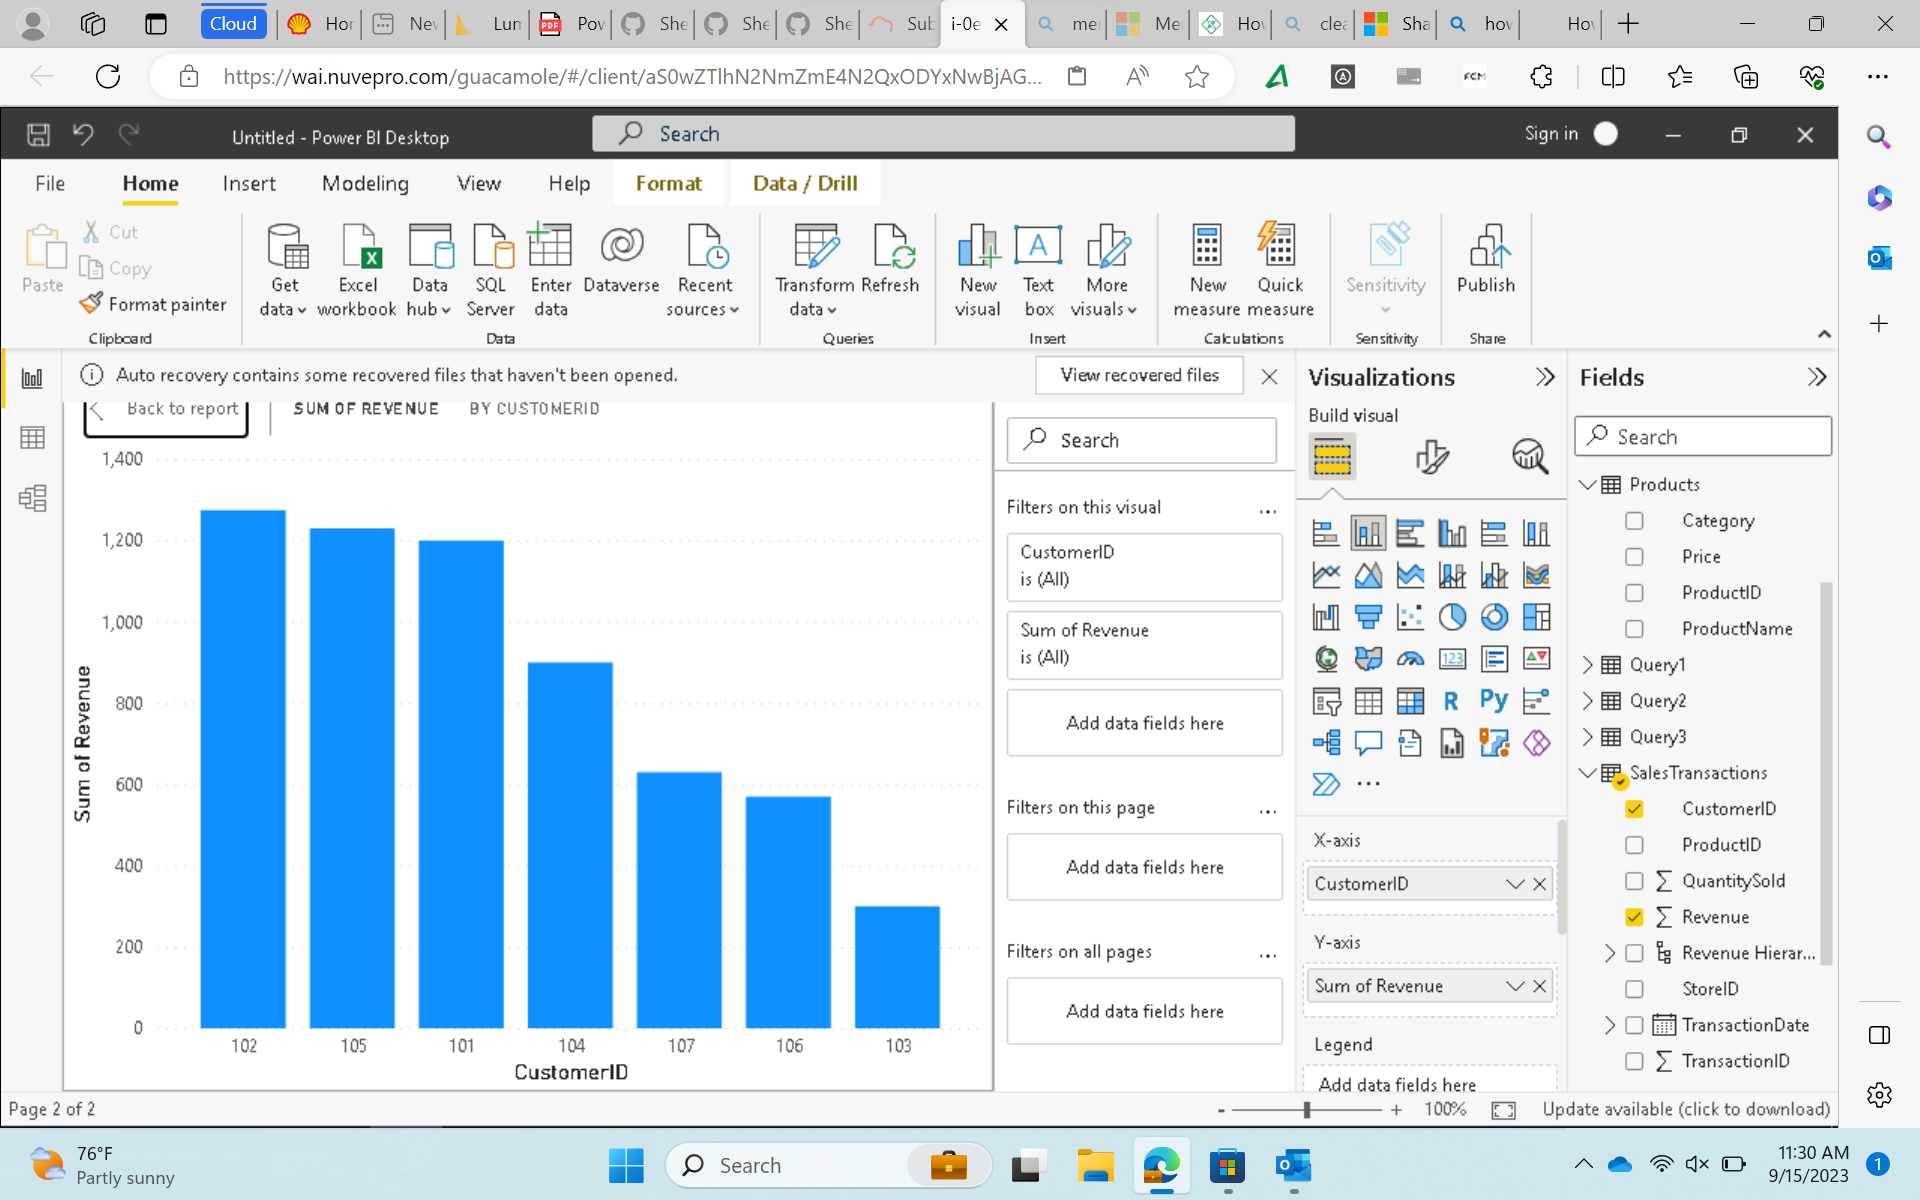 Cloud
Hor
Nev
Lun
Pov
She
She
She
Sub
i-0e
mer
Mei
Hov
clea
Sha
hov
Hov
https://wai.nuvepro.com/guacamole/#/client/aS0wZTlhN2NmZmE4N2QxODYxNwBjAG...
FCM
Untitled - Power BI Desktop
Search
Sign in
File
Home
Insert
Modeling
View
Help
Format
Data / Drill
Paste
Cut
Copy
Format painter
Clipboard
Get data
Excel workbook
Data hub
SQL Server
Enter data
Dataverse
Recent sources
Data
Transform data
Refresh
Queries
New visual
Text box
More visuals
Insert
New measure
Quick measure
Calculations
Sensitivity
Sensitivity
Publish
Share
Auto recovery contains some recovered files that haven't been opened.
View recovered files
Back to report
SUM OF REVENUE
BY CUSTOMERID
1,400
1,200
1,000
800
600
400
200
0
Sum of Revenue
102 105 101 104 107 106 103
CustomerID
Search
Filters on this visual
...
CustomerID
is (All)
Sum of Revenue
is (All)
Add data fields here
Filters on this page
...
Add data fields here
Filters on all pages
...
Add data fields here
Visualizations
Build visual
123
R
Py
...
X-axis
CustomerID
Y-axis
Sum of Revenue
Legend
Add data fields here
Fields
Search
Products
Category
Price
ProductID
ProductName
Query1
Query2
Query3
SalesTransactions
CustomerID
ProductID
QuantitySold
Revenue
Revenue Hierar...
StoreID
TransactionDate
TransactionID
Page 2 of 2
- + 100%
Update available (click to download)
76°F
Partly sunny
Search
11:30 AM
9/15/2023
1